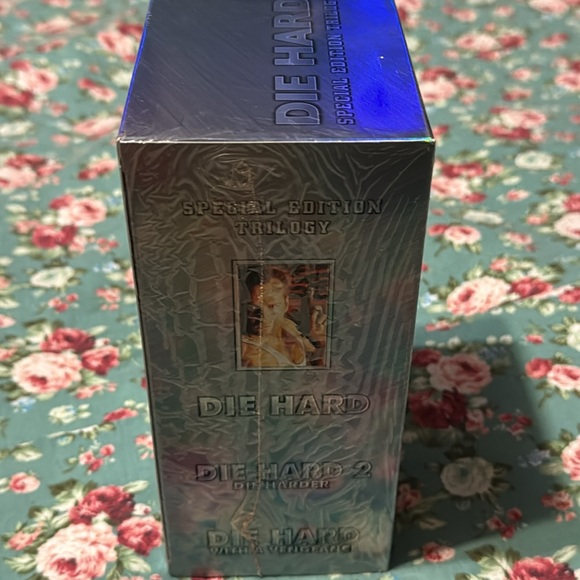 DIE HARD
SPECIAL EDITION TRILOGY
SPECIAL EDITION
TRILOGY
DIE HARD
DIE HARD 2
DIE HARDER
DIE HARD
WITH A VENGEANCE